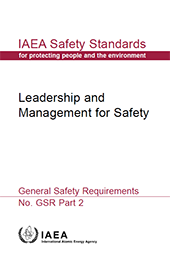 IAEA Safety Standards
for protecting people and the environment
Leadership and
Management for Safety
General Safety Requirements
No. GSR Part 2
IAEA
International Atomic Energy Agency